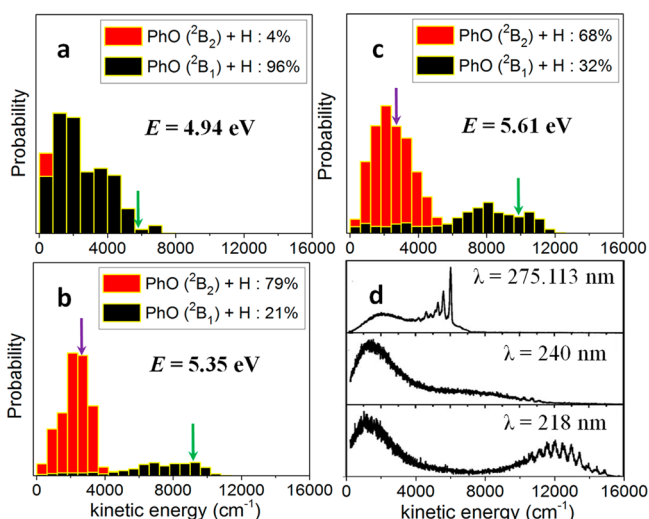 a
PhO (²B₂) + H : 4%
PhO (²B₁) + H : 96%
E = 4.94 eV
Probability
0 4000 8000 12000 16000
c
PhO (²B₂) + H : 68%
PhO (²B₁) + H : 32%
E = 5.61 eV
Probability
0 4000 8000 12000 16000
b
PhO (²B₂) + H : 79%
PhO (²B₁) + H : 21%
E = 5.35 eV
Probability
0 4000 8000 12000 16000
kinetic energy (cm⁻¹)
d
λ = 275.113 nm
λ = 240 nm
λ = 218 nm
0 4000 8000 12000 16000
kinetic energy (cm⁻¹)